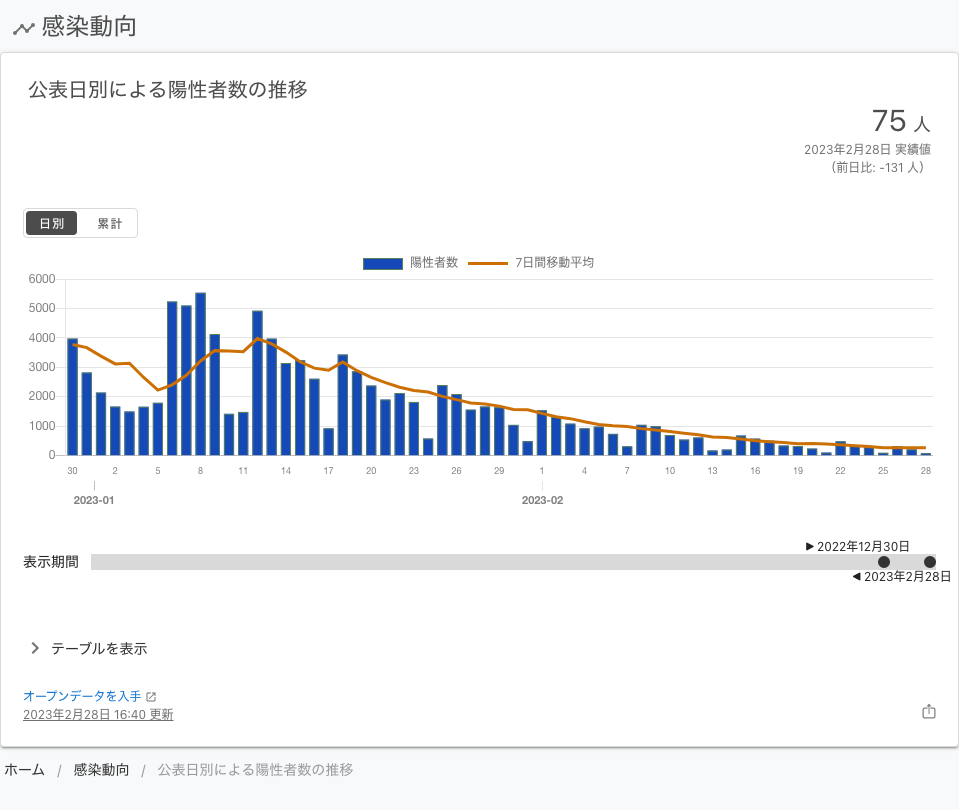 感染動向
公表日別による陽性者数の推移
75 人
2023年2月28日 実績値
（前日比: -131 人）
日別 累計
陽性者数 7日間移動平均
6000
5000
4000
3000
2000
1000
0
30 2 5 8 11 14 17 20 23 26 29 1 4 7 10 13 16 19 22 25 28
2023-01 2023-02
2022年12月30日
表示期間
2023年2月28日
テーブルを表示
オープンデータを入手
2023年2月28日 16:40 更新
ホーム / 感染動向 / 公表日別による陽性者数の推移